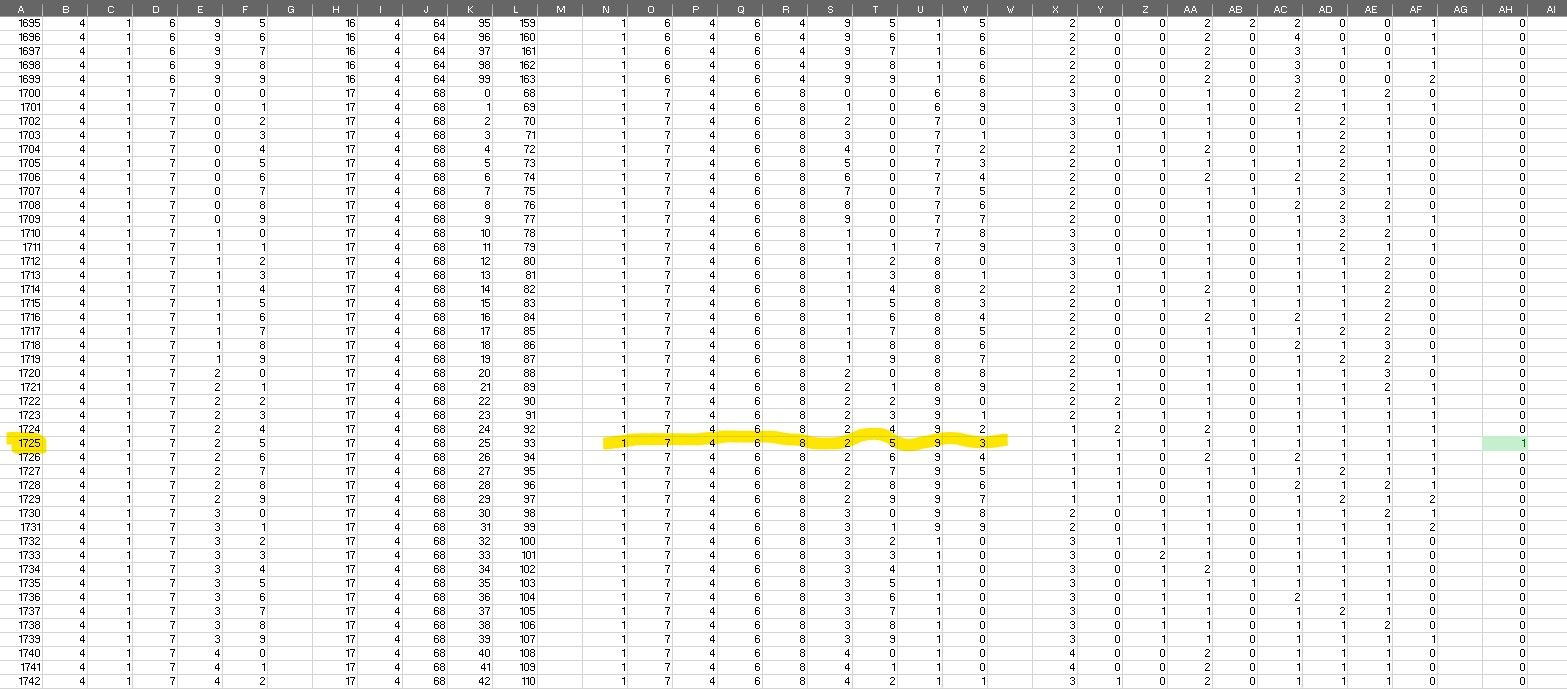 A B C D E F G H I J K L M N O P Q R S T U V W X Y Z AA AB AC AD AE AF AG AH AI
1695 4 1 6 9 5 16 4 64 95 159 1 6 4 6 4 9 5 1 5 2 0 0 2 2 2 0 0 1 0
1696 4 1 6 9 6 16 4 64 96 160 1 6 4 6 4 9 6 1 6 2 0 0 2 0 4 0 0 1 0
1697 4 1 6 9 7 16 4 64 97 161 1 6 4 6 4 9 7 1 6 2 0 0 2 0 3 1 0 1 0
1698 4 1 6 9 8 16 4 64 98 162 1 6 4 6 4 9 8 1 6 2 0 0 2 0 3 0 1 1 0
1699 4 1 6 9 9 16 4 64 99 163 1 6 4 6 4 9 9 1 6 2 0 0 2 0 3 0 0 2 0
1700 4 1 7 0 0 17 4 68 0 68 1 7 4 6 8 0 0 6 8 3 0 0 1 0 2 1 2 0 0
1701 4 1 7 0 1 17 4 68 1 69 1 7 4 6 8 1 0 6 9 3 0 0 1 0 2 1 1 1 0
1702 4 1 7 0 2 17 4 68 2 70 1 7 4 6 8 2 0 7 0 3 1 0 1 0 1 2 1 0 0
1703 4 1 7 0 3 17 4 68 3 71 1 7 4 6 8 3 0 7 1 3 0 1 1 0 1 2 1 0 0
1704 4 1 7 0 4 17 4 68 4 72 1 7 4 6 8 4 0 7 2 2 1 0 2 0 1 2 1 0 0
1705 4 1 7 0 5 17 4 68 5 73 1 7 4 6 8 5 0 7 3 2 0 1 1 1 1 2 1 0 0
1706 4 1 7 0 6 17 4 68 6 74 1 7 4 6 8 6 0 7 4 2 0 0 2 0 2 2 1 0 0
1707 4 1 7 0 7 17 4 68 7 75 1 7 4 6 8 7 0 7 5 2 0 0 1 1 1 3 1 0 0
1708 4 1 7 0 8 17 4 68 8 76 1 7 4 6 8 8 0 7 6 2 0 0 1 0 2 2 2 0 0
1709 4 1 7 0 9 17 4 68 9 77 1 7 4 6 8 9 0 7 7 2 0 0 1 0 1 3 1 1 0
1710 4 1 7 1 0 17 4 68 10 78 1 7 4 6 8 1 0 7 8 3 0 0 1 0 1 2 2 0 0
1711 4 1 7 1 1 17 4 68 11 79 1 7 4 6 8 1 1 7 9 3 0 0 1 0 1 2 1 1 0
1712 4 1 7 1 2 17 4 68 12 80 1 7 4 6 8 1 2 8 0 3 1 0 1 0 1 1 2 0 0
1713 4 1 7 1 3 17 4 68 13 81 1 7 4 6 8 1 3 8 1 3 0 1 1 0 1 1 2 0 0
1714 4 1 7 1 4 17 4 68 14 82 1 7 4 6 8 1 4 8 2 2 1 0 2 0 1 1 2 0 0
1715 4 1 7 1 5 17 4 68 15 83 1 7 4 6 8 1 5 8 3 2 0 1 1 1 1 1 2 0 0
1716 4 1 7 1 6 17 4 68 16 84 1 7 4 6 8 1 6 8 4 2 0 0 2 0 2 1 2 0 0
1717 4 1 7 1 7 17 4 68 17 85 1 7 4 6 8 1 7 8 5 2 0 0 1 1 1 2 2 0 0
1718 4 1 7 1 8 17 4 68 18 86 1 7 4 6 8 1 8 8 6 2 0 0 1 0 2 1 3 0 0
1719 4 1 7 1 9 17 4 68 19 87 1 7 4 6 8 1 9 8 7 2 0 0 1 0 1 2 2 1 0
1720 4 1 7 2 0 17 4 68 20 88 1 7 4 6 8 2 0 8 8 2 1 0 1 0 1 1 3 0 0
1721 4 1 7 2 1 17 4 68 21 89 1 7 4 6 8 2 1 8 9 2 1 0 1 0 1 1 2 1 0
1722 4 1 7 2 2 17 4 68 22 90 1 7 4 6 8 2 2 9 0 2 2 0 1 0 1 1 1 0 0
1723 4 1 7 2 3 17 4 68 23 91 1 7 4 6 8 2 3 9 1 2 1 1 1 0 1 1 1 0 0
1724 4 1 7 2 4 17 4 68 24 92 1 7 4 6 8 2 4 9 2 1 2 0 2 0 1 1 1 0 0
1725 4 1 7 2 5 17 4 68 25 93 1 7 4 6 8 2 5 9 3 1 1 1 1 1 1 1 1 1 1
1726 4 1 7 2 6 17 4 68 26 94 1 7 4 6 8 2 6 9 4 1 1 0 2 0 2 1 1 1 0
1727 4 1 7 2 7 17 4 68 27 95 1 7 4 6 8 2 7 9 5 1 1 0 1 1 1 2 1 1 0
1728 4 1 7 2 8 17 4 68 28 96 1 7 4 6 8 2 8 9 6 1 1 0 1 0 2 1 2 1 0
1729 4 1 7 2 9 17 4 68 29 97 1 7 4 6 8 2 9 9 7 1 1 0 1 0 1 2 1 2 0
1730 4 1 7 3 0 17 4 68 30 98 1 7 4 6 8 3 0 9 8 2 0 1 1 0 1 1 2 1 0
1731 4 1 7 3 1 17 4 68 31 99 1 7 4 6 8 3 1 9 9 2 0 1 1 0 1 1 1 2 0
1732 4 1 7 3 2 17 4 68 32 100 1 7 4 6 8 3 2 1 0 3 1 1 1 0 1 1 1 0 0
1733 4 1 7 3 3 17 4 68 33 101 1 7 4 6 8 3 3 1 0 3 0 2 1 0 1 1 1 0 0
1734 4 1 7 3 4 17 4 68 34 102 1 7 4 6 8 3 4 1 0 3 0 1 2 0 1 1 1 0 0
1735 4 1 7 3 5 17 4 68 35 103 1 7 4 6 8 3 5 1 0 3 0 1 1 1 1 1 1 0 0
1736 4 1 7 3 6 17 4 68 36 104 1 7 4 6 8 3 6 1 0 3 0 1 1 0 2 1 1 0 0
1737 4 1 7 3 7 17 4 68 37 105 1 7 4 6 8 3 7 1 0 3 0 1 1 0 1 2 1 0 0
1738 4 1 7 3 8 17 4 68 38 106 1 7 4 6 8 3 8 1 0 3 0 1 1 0 1 1 2 0 0
1739 4 1 7 3 9 17 4 68 39 107 1 7 4 6 8 3 9 1 0 3 0 1 1 0 1 1 1 1 0
1740 4 1 7 4 0 17 4 68 40 108 1 7 4 6 8 4 0 1 0 4 0 0 2 0 1 1 1 0 0
1741 4 1 7 4 1 17 4 68 41 109 1 7 4 6 8 4 1 1 0 4 0 0 2 0 1 1 1 0 0
1742 4 1 7 4 2 17 4 68 42 110 1 7 4 6 8 4 2 1 1 3 1 0 2 0 1 1 1 0 0